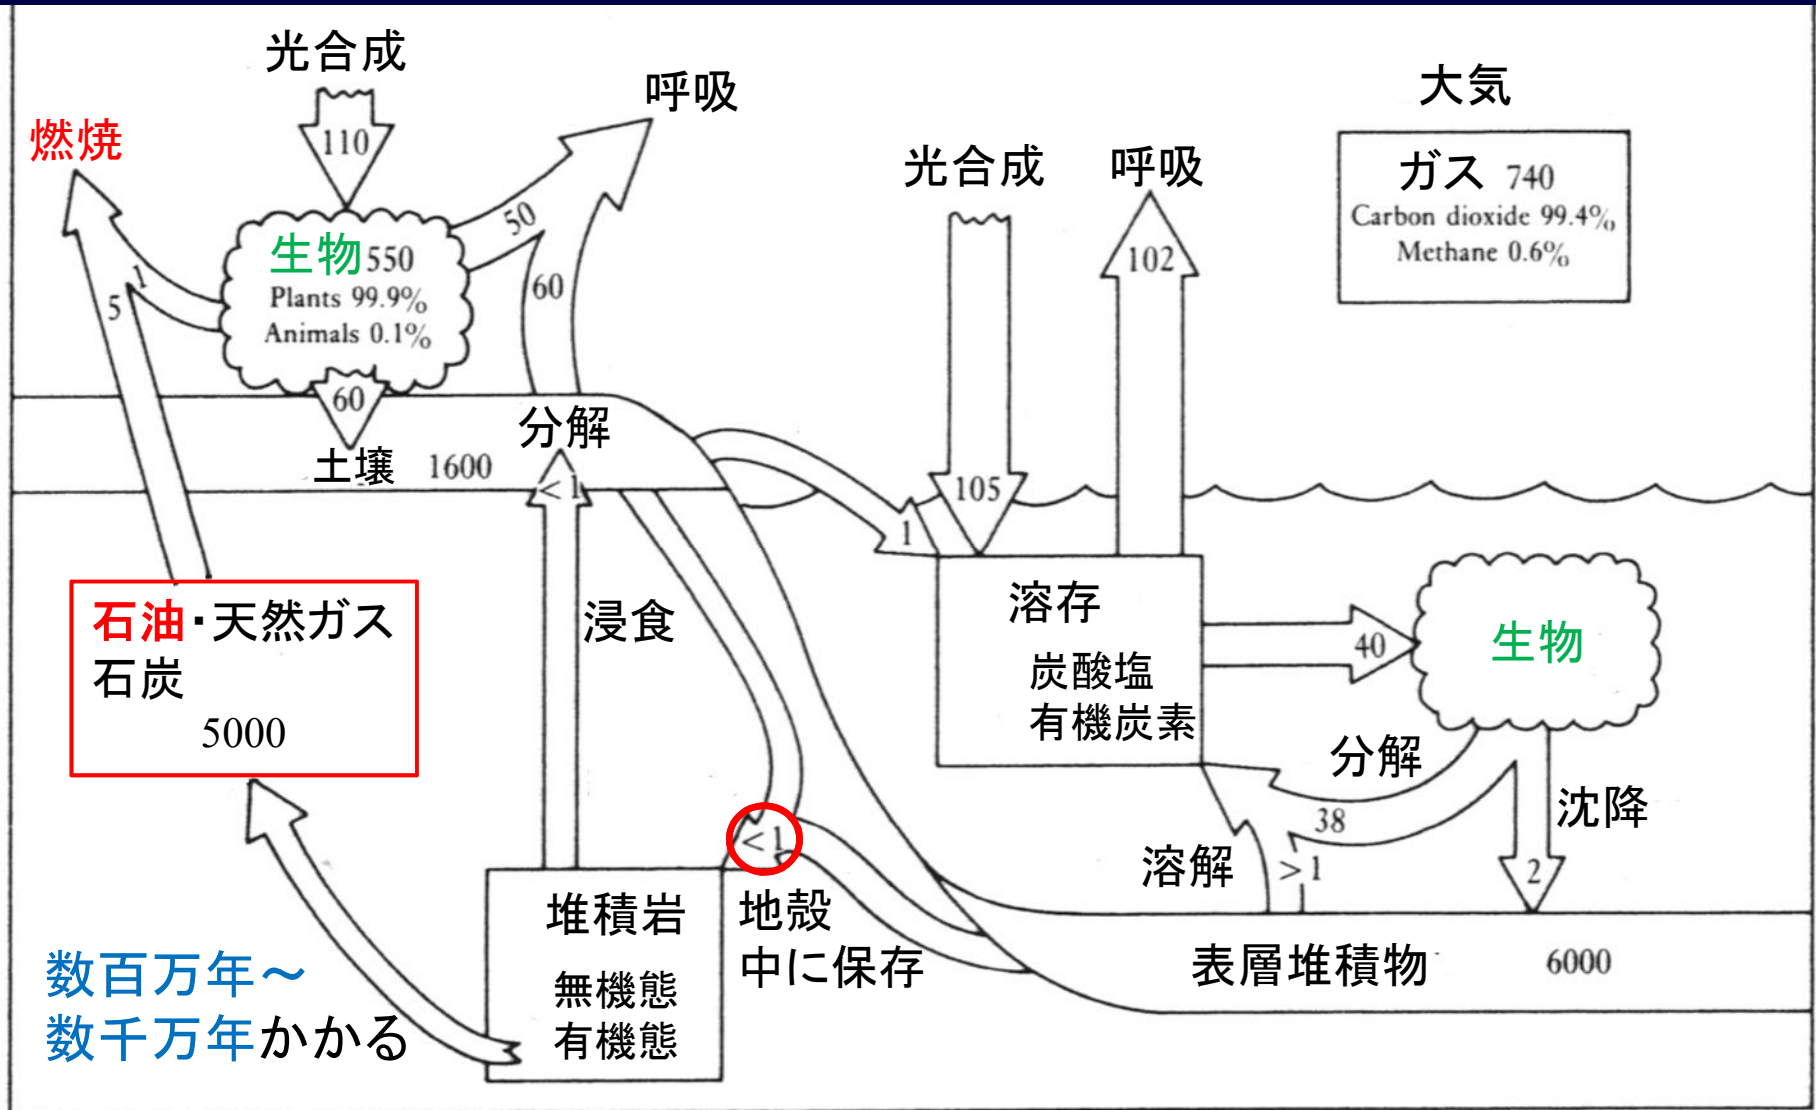 光合成
呼吸
大気
燃焼
110
光合成
呼吸
ガス 740
Carbon dioxide 99.4%
Methane 0.6%
50
生物 550
Plants 99.9%
Animals 0.1%
102
1
5
60
60
分解
土壌 1600
<1
105
1
石油・天然ガス
石炭
5000
浸食
溶存
炭酸塩
有機炭素
40
生物
分解
38
沈降
<1
溶解
>1
2
堆積岩
無機態
有機態
地殻
中に保存
表層堆積物 6000
数百万年～
数千万年かかる